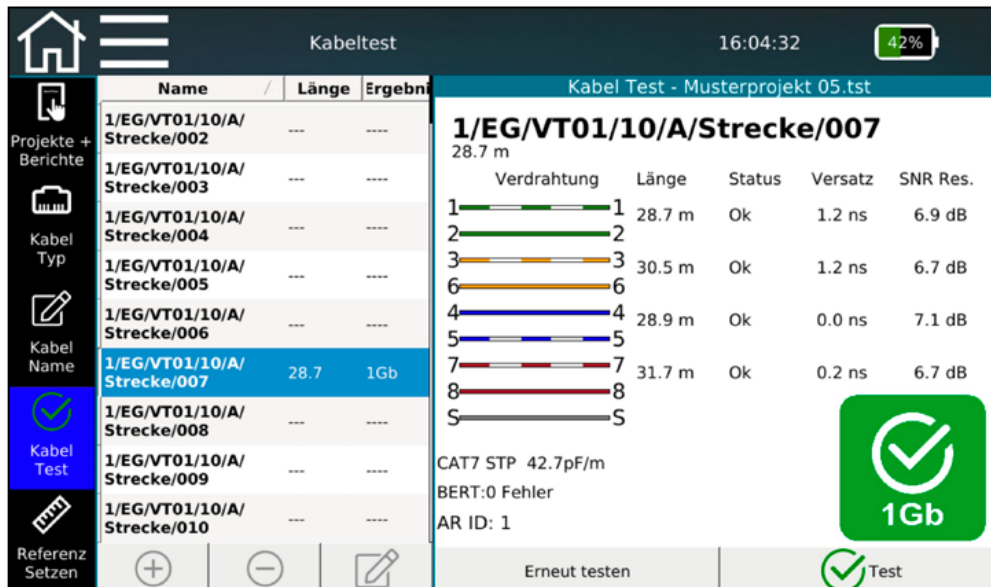 Kabeltest
16:04:32
42%
Projekte +
Berichte
Kabel
Typ
Kabel
Name
Kabel
Test
Referenz
Setzen
Name / Länge Ergebni
1/EG/VT01/10/A/
Strecke/002 --- ----
1/EG/VT01/10/A/
Strecke/003 --- ----
1/EG/VT01/10/A/
Strecke/004 --- ----
1/EG/VT01/10/A/
Strecke/005 --- ----
1/EG/VT01/10/A/
Strecke/006 --- ----
1/EG/VT01/10/A/
Strecke/007 28.7 1Gb
1/EG/VT01/10/A/
Strecke/008 --- ----
1/EG/VT01/10/A/
Strecke/009 --- ----
1/EG/VT01/10/A/
Strecke/010 --- ----
Kabel Test - Musterprojekt 05.tst
1/EG/VT01/10/A/Strecke/007
28.7 m
Verdrahtung Länge Status Versatz SNR Res.
1 1 28.7 m Ok 1.2 ns 6.9 dB
2 2
3 3 30.5 m Ok 1.2 ns 6.7 dB
6 6
4 4 28.9 m Ok 0.0 ns 7.1 dB
5 5
7 7 31.7 m Ok 0.2 ns 6.7 dB
8 8
S S
CAT7 STP 42.7pF/m
BERT:0 Fehler
AR ID: 1
1Gb
Erneut testen
Test